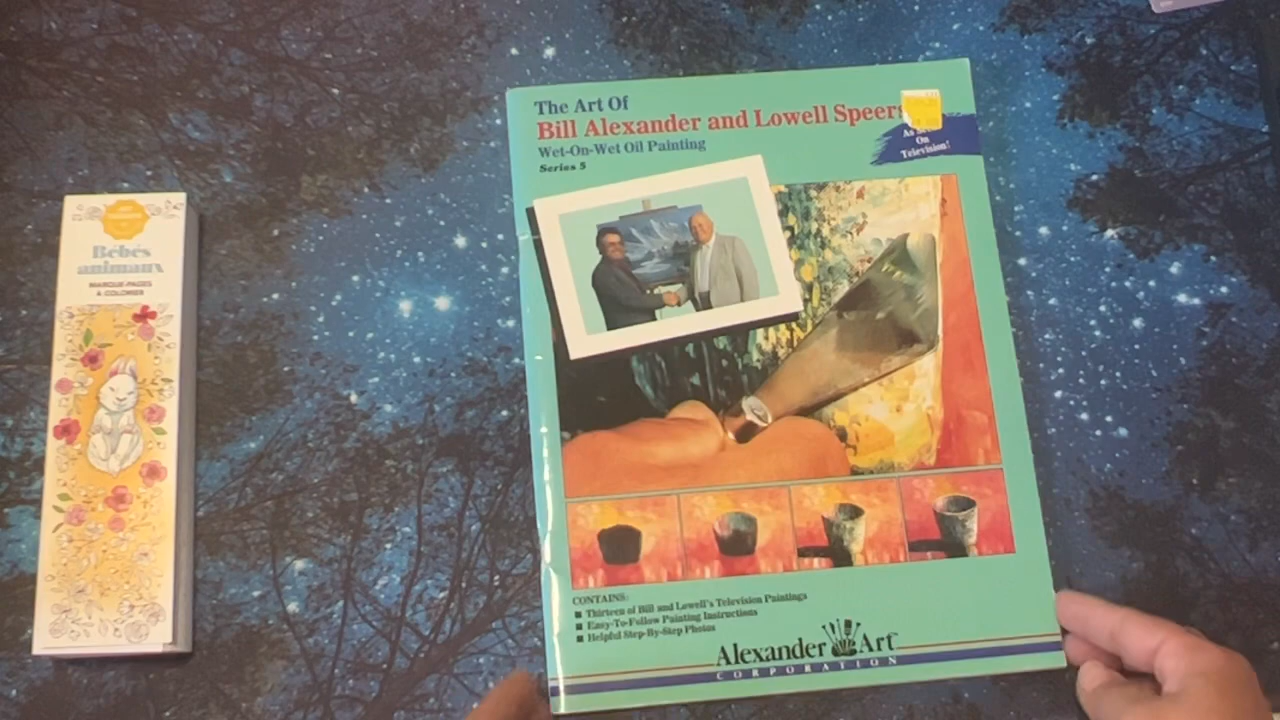 Bébés
animaux
MARQUE-PAGES
À COLORIER
The Art Of
Bill Alexander and Lowell Speers
Wet-On-Wet Oil Painting
Series 5
As
On
Television!
CONTAINS:
■ Thirteen of Bill and Lowell's Television Paintings
■ Easy-To-Follow Painting Instructions
■ Helpful Step-By-Step Photos
Alexander Art™
CORPORATION